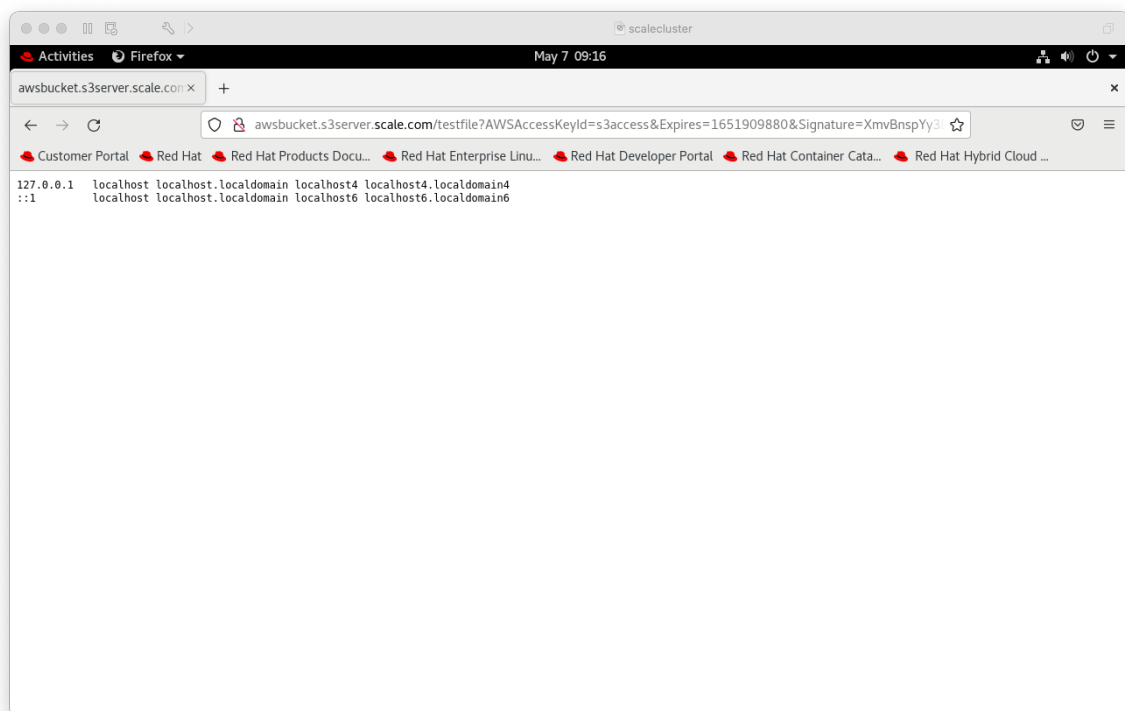 scalecluster
Activities Firefox May 7 09:16
awsbucket.s3server.scale.con
awsbucket.s3server.scale.com/testfile?AWSAccessKeyId=s3access&Expires=1651909880&Signature=XmvBnspYy3
Customer Portal Red Hat Red Hat Products Docu... Red Hat Enterprise Linu... Red Hat Developer Portal Red Hat Container Cata... Red Hat Hybrid Cloud ...
127.0.0.1 localhost localhost.localdomain localhost4 localhost4.localdomain4
::1 localhost localhost.localdomain localhost6 localhost6.localdomain6